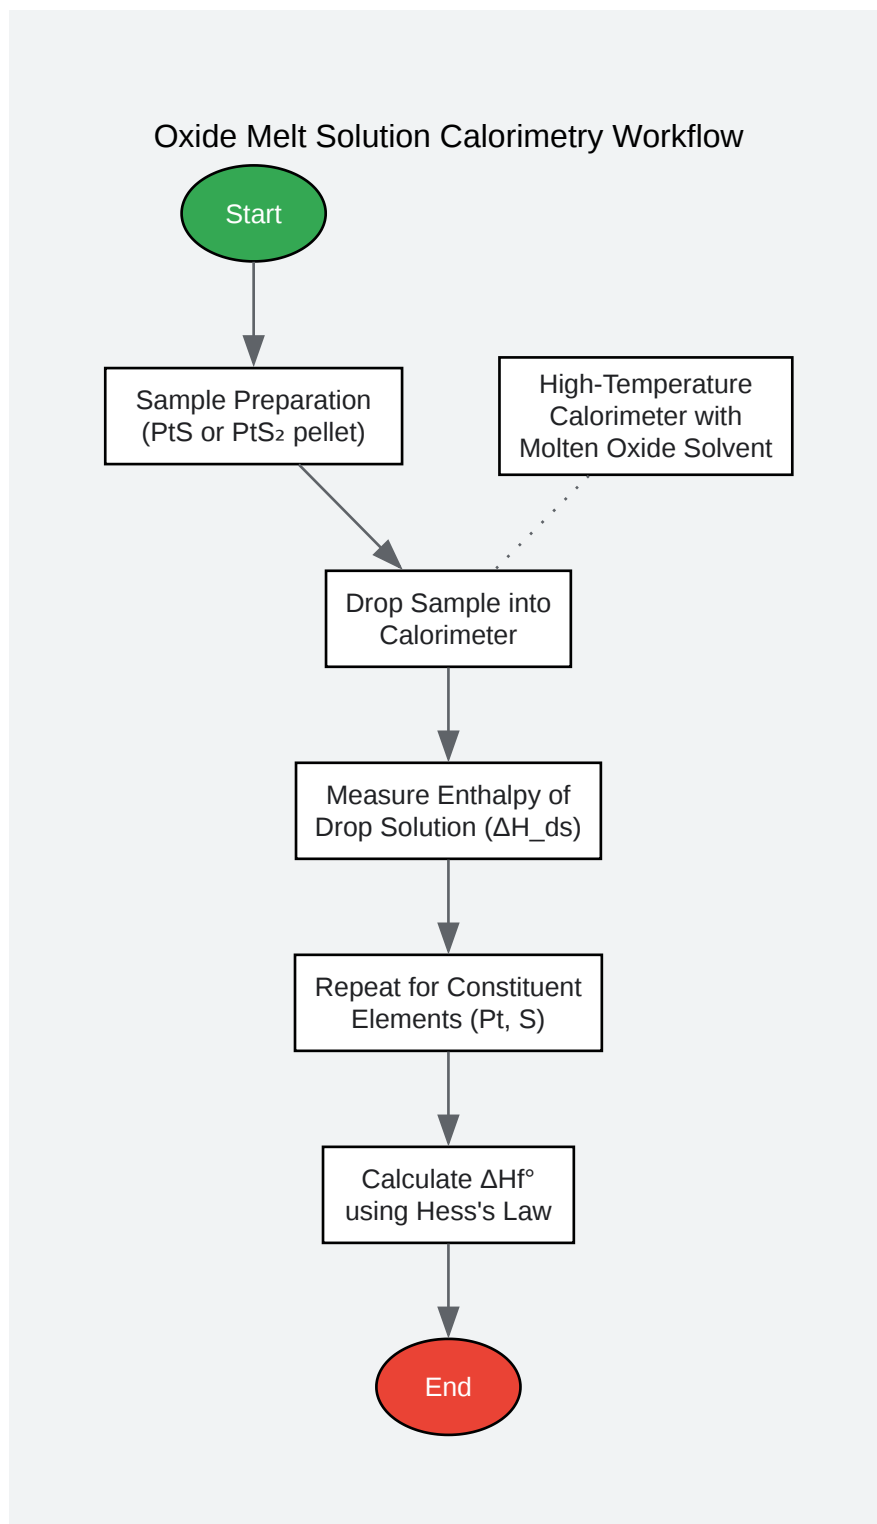 Oxide Melt Solution Calorimetry Workflow
Start
Sample Preparation
(PtS or PtS₂ pellet)
High-Temperature
Calorimeter with
Molten Oxide Solvent
Drop Sample into
Calorimeter
Measure Enthalpy of
Drop Solution (ΔH_ds)
Repeat for Constituent
Elements (Pt, S)
Calculate ΔHf°
using Hess's Law
End